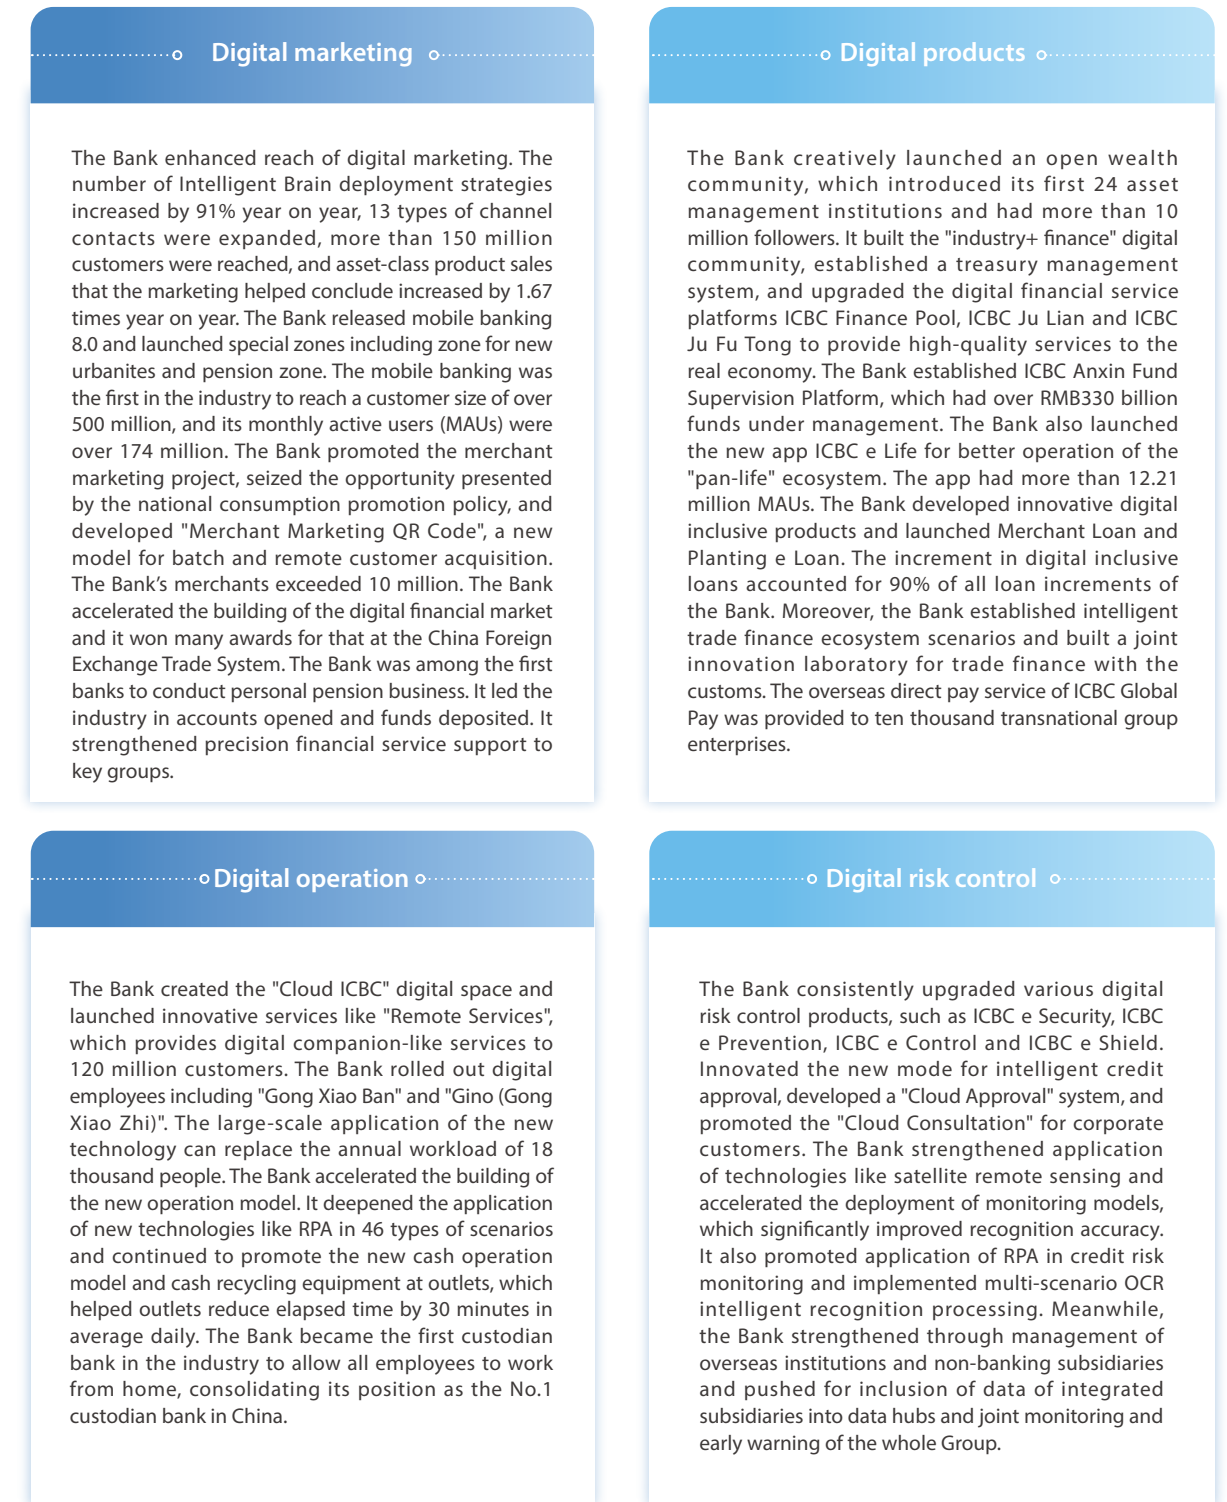 Digital marketing
The Bank enhanced reach of digital marketing. The
number of Intelligent Brain deployment strategies
increased by 91% year on year, 13 types of channel
contacts were expanded, more than 150 million
customers were reached, and asset-class product sales
that the marketing helped conclude increased by 1.67
times year on year. The Bank released mobile banking
8.0 and launched special zones including zone for new
urbanites and pension zone. The mobile banking was
the first in the industry to reach a customer size of over
500 million, and its monthly active users (MAUs) were
over 174 million. The Bank promoted the merchant
marketing project, seized the opportunity presented
by the national consumption promotion policy, and
developed "Merchant Marketing QR Code", a new
model for batch and remote customer acquisition.
The Bank's merchants exceeded 10 million. The Bank
accelerated the building of the digital financial market
and it won many awards for that at the China Foreign
Exchange Trade System. The Bank was among the first
banks to conduct personal pension business. It led the
industry in accounts opened and funds deposited. It
strengthened precision financial service support to
key groups.
Digital products
The Bank creatively launched an open wealth
community, which introduced its first 24 asset
management institutions and had more than 10
million followers. It built the "industry+ finance" digital
community, established a treasury management
system, and upgraded the digital financial service
platforms ICBC Finance Pool, ICBC Ju Lian and ICBC
Ju Fu Tong to provide high-quality services to the
real economy. The Bank established ICBC Anxin Fund
Supervision Platform, which had over RMB330 billion
funds under management. The Bank also launched
the new app ICBC e Life for better operation of the
"pan-life" ecosystem. The app had more than 12.21
million MAUs. The Bank developed innovative digital
inclusive products and launched Merchant Loan and
Planting e Loan. The increment in digital inclusive
loans accounted for 90% of all loan increments of
the Bank. Moreover, the Bank established intelligent
trade finance ecosystem scenarios and built a joint
innovation laboratory for trade finance with the
customs. The overseas direct pay service of ICBC Global
Pay was provided to ten thousand transnational group
enterprises.
Digital operation
The Bank created the "Cloud ICBC" digital space and
launched innovative services like "Remote Services",
which provides digital companion-like services to
120 million customers. The Bank rolled out digital
employees including "Gong Xiao Ban" and "Gino (Gong
Xiao Zhi)". The large-scale application of the new
technology can replace the annual workload of 18
thousand people. The Bank accelerated the building of
the new operation model. It deepened the application
of new technologies like RPA in 46 types of scenarios
and continued to promote the new cash operation
model and cash recycling equipment at outlets, which
helped outlets reduce elapsed time by 30 minutes in
average daily. The Bank became the first custodian
bank in the industry to allow all employees to work
from home, consolidating its position as the No.1
custodian bank in China.
Digital risk control
The Bank consistently upgraded various digital
risk control products, such as ICBC e Security, ICBC
e Prevention, ICBC e Control and ICBC e Shield.
Innovated the new mode for intelligent credit
approval, developed a "Cloud Approval" system, and
promoted the "Cloud Consultation" for corporate
customers. The Bank strengthened application
of technologies like satellite remote sensing and
accelerated the deployment of monitoring models,
which significantly improved recognition accuracy.
It also promoted application of RPA in credit risk
monitoring and implemented multi-scenario OCR
intelligent recognition processing. Meanwhile,
the Bank strengthened through management of
overseas institutions and non-banking subsidiaries
and pushed for inclusion of data of integrated
subsidiaries into data hubs and joint monitoring and
early warning of the whole Group.